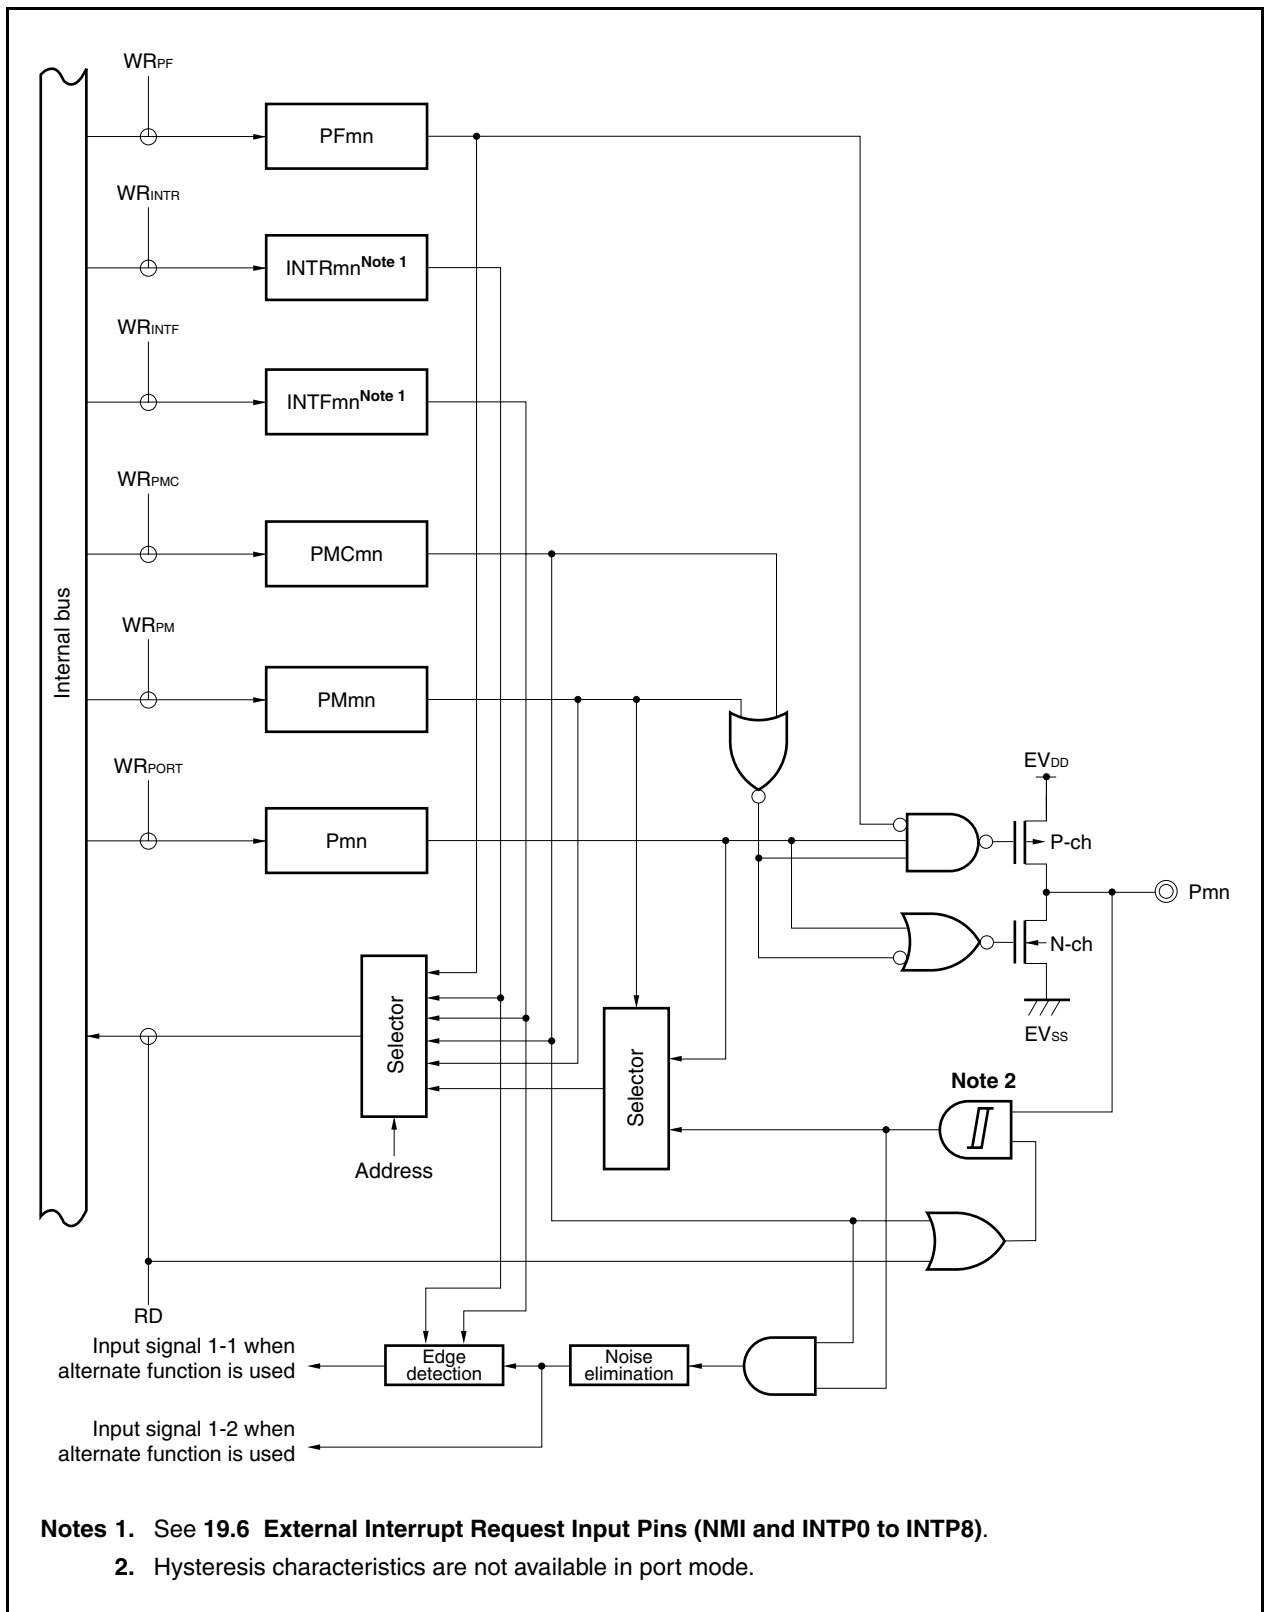 WRPF
PFmn
WRINTR
INTRmnNote 1
WRINTF
INTFmnNote 1
WRPMC
PMCmn
Internal bus
WRPM
PMmn
WRPORT
Pmn
EVDD
P-ch
Pmn
N-ch
EVSS
Selector
Selector
Note 2
Address
RD
Input signal 1-1 when
alternate function is used
Edge
detection
Noise
elimination
Input signal 1-2 when
alternate function is used
Notes 1. See 19.6 External Interrupt Request Input Pins (NMI and INTP0 to INTP8).
2. Hysteresis characteristics are not available in port mode.